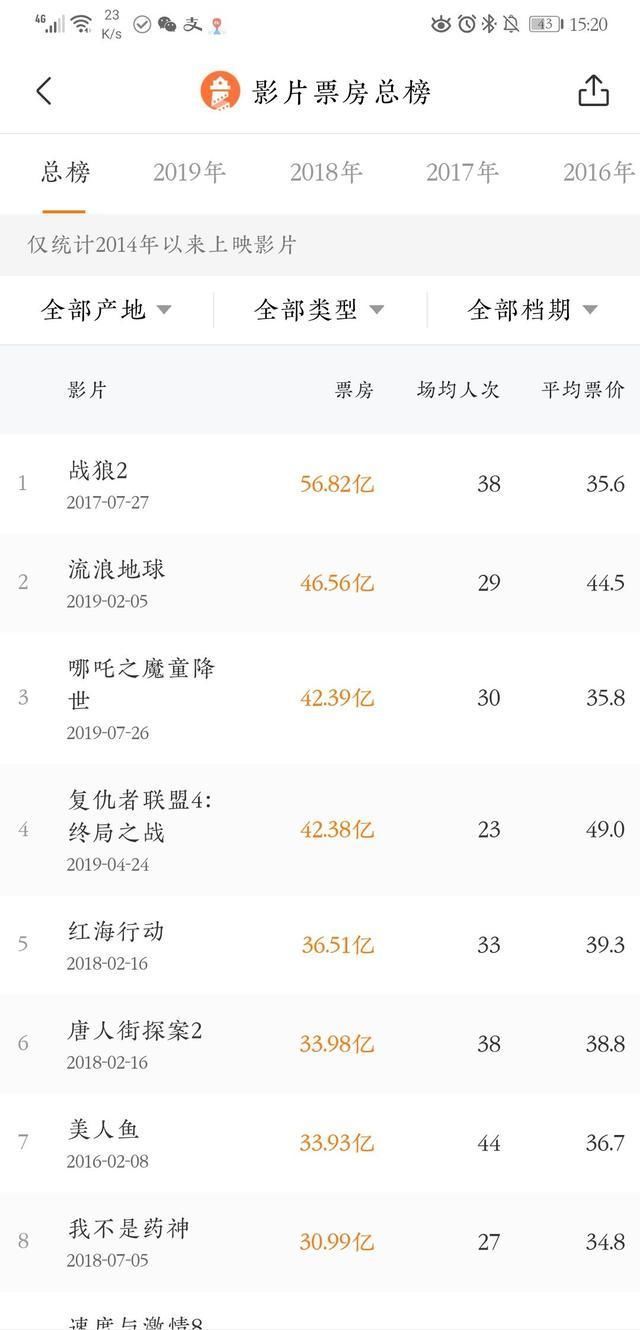 4G 23 K/s 支 43 15:20
影片票房总榜
总榜 2019年 2018年 2017年 2016年
仅统计2014年以来上映影片
全部产地 全部类型 全部档期
影片 票房 场均人次 平均票价
1 战狼2 56.82亿 38 35.6
2017-07-27
2 流浪地球 46.56亿 29 44.5
2019-02-05
3 哪吒之魔童降 42.39亿 30 35.8
世
2019-07-26
4 复仇者联盟4: 42.38亿 23 49.0
终局之战
2019-04-24
5 红海行动 36.51亿 33 39.3
2018-02-16
6 唐人街探案2 33.98亿 38 38.8
2018-02-16
7 美人鱼 33.93亿 44 36.7
2016-02-08
8 我不是药神 30.99亿 27 34.8
2018-07-05
速度与激情8